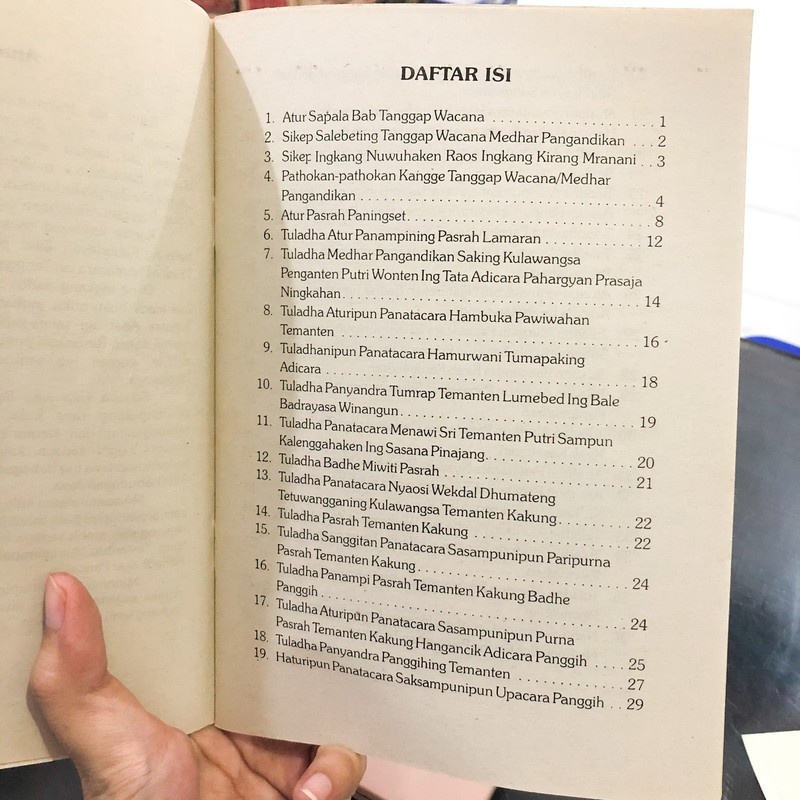 DAFTAR ISI
1. Atur Sapala Bab Tanggap Wacana . . . . . . . . . . . . . . . . . . . . 1
2. Sikep Salebeting Tanggap Wacana Medhar Pangandikan . . . 2
3. Sikep Ingkang Nuwuhaken Raos Ingkang Kirang Mranani . . 3
4. Pathokan-pathokan Kangge Tanggap Wacana/Medhar
Pangandikan . . . . . . . . . . . . . . . . . . . . . . . . . . . . . . . . . . . . 4
5. Atur Pasrah Paningset. . . . . . . . . . . . . . . . . . . . . . . . . . . . . . 8
6. Tuladha Atur Panampining Pasrah Lamaran . . . . . . . . . . . . 12
7. Tuladha Medhar Pangandikan Saking Kulawangsa
Penganten Putri Wonten Ing Tata Adicara Pahargyan Prasaja
Ningkahan. . . . . . . . . . . . . . . . . . . . . . . . . . . . . . . . . . . . . 14
8. Tuladha Aturipun Panatacara Hambuka Pawiwahan
Temanten . . . . . . . . . . . . . . . . . . . . . . . . . . . . . . . . . . . . . . 16
9. Tuladhanipun Panatacara Hamurwani Tumapaking
Adicara . . . . . . . . . . . . . . . . . . . . . . . . . . . . . . . . . . . . . . . . 18
10. Tuladha Panyandra Tumrap Temanten Lumebed Ing Bale
Badrayasa Winangun. . . . . . . . . . . . . . . . . . . . . . . . . . . . . 19
11. Tuladha Panatacara Menawi Sri Temanten Putri Sampun
Kalenggahaken Ing Sasana Pinajang. . . . . . . . . . . . . . . . . . 20
12. Tuladha Badhe Miwiti Pasrah . . . . . . . . . . . . . . . . . . . . . . . 21
13. Tuladha Panatacara Nyaosi Wekdal Dhumateng
Tetuwangganing Kulawangsa Temanten Kakung. . . . . . . . . 22
14. Tuladha Pasrah Temanten Kakung . . . . . . . . . . . . . . . . . . . 22
15. Tuladha Sanggitan Panatacara Sasampunipun Paripurna
Pasrah Temanten Kakung . . . . . . . . . . . . . . . . . . . . . . . . . . 24
16. Tuladha Panampi Pasrah Temanten Kakung Badhe
Panggih . . . . . . . . . . . . . . . . . . . . . . . . . . . . . . . . . . . . . . . . 24
17. Tuladha Aturipun Panatacara Sasampunipun Purna
Pasrah Temanten Kakung Hangancik Adicara Panggih . . . . 25
18. Tuladha Panyandra Panggihing Temanten . . . . . . . . . . . . . 27
19. Haturipun Panatacara Saksampunipun Upacara Panggih . . 29